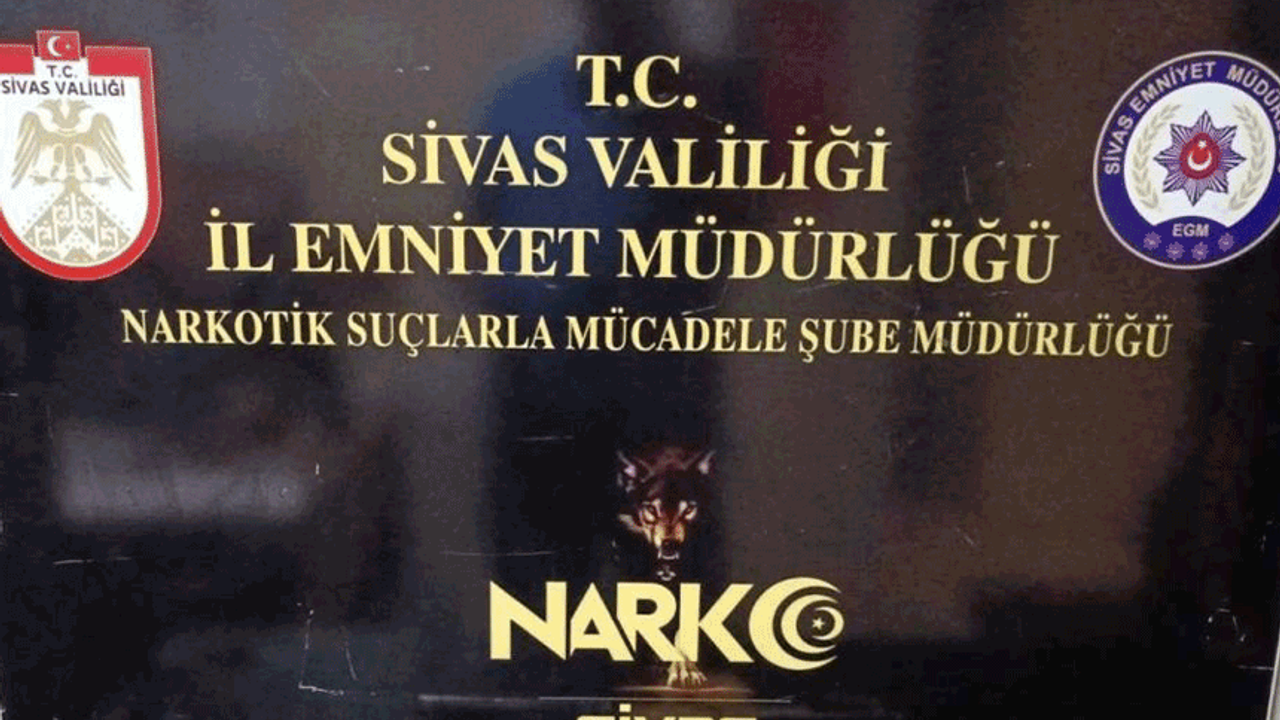 T.C.
SİVAS VALİLİĞİ
T.C.
SİVAS VALİLİĞİ
İL EMNİYET MÜDÜRLÜĞÜ
NARKOTİK SUÇLARLA MÜCADELE ŞUBE MÜDÜRLÜĞÜ
SİVAS EMNİYET
EGM
NARKO